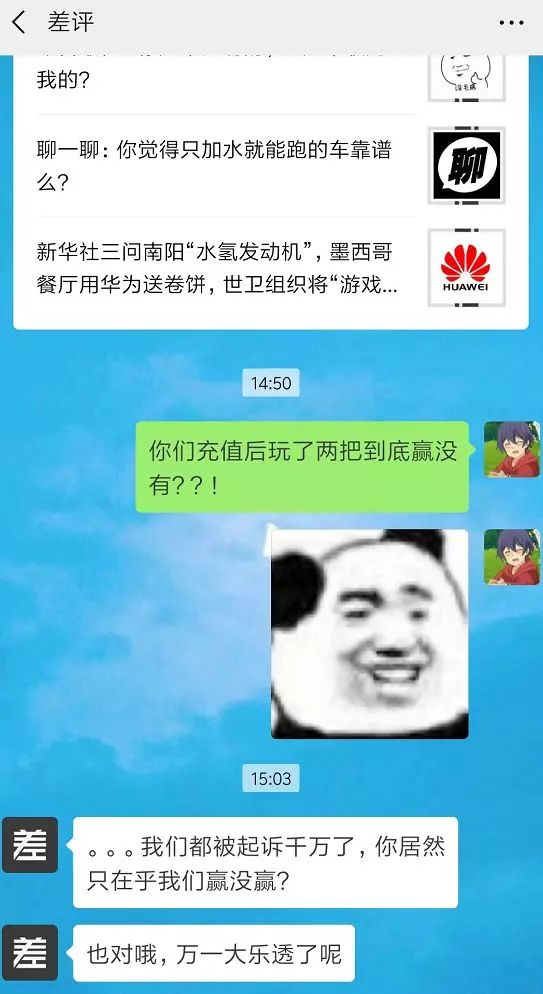 差评
我的?
聊一聊：你觉得只加水就能跑的车靠谱
么?
聊
新华社三问南阳“水氢发动机”，墨西哥
餐厅用华为送卷饼，世卫组织将“游戏...
HUAWEI
14:50
你们充值后玩了两把到底赢没
有？？！
15:03
差
。。。我们都被起诉千万了，你居然
只在乎我们赢没赢?
差
也对哦，万一大乐透了呢